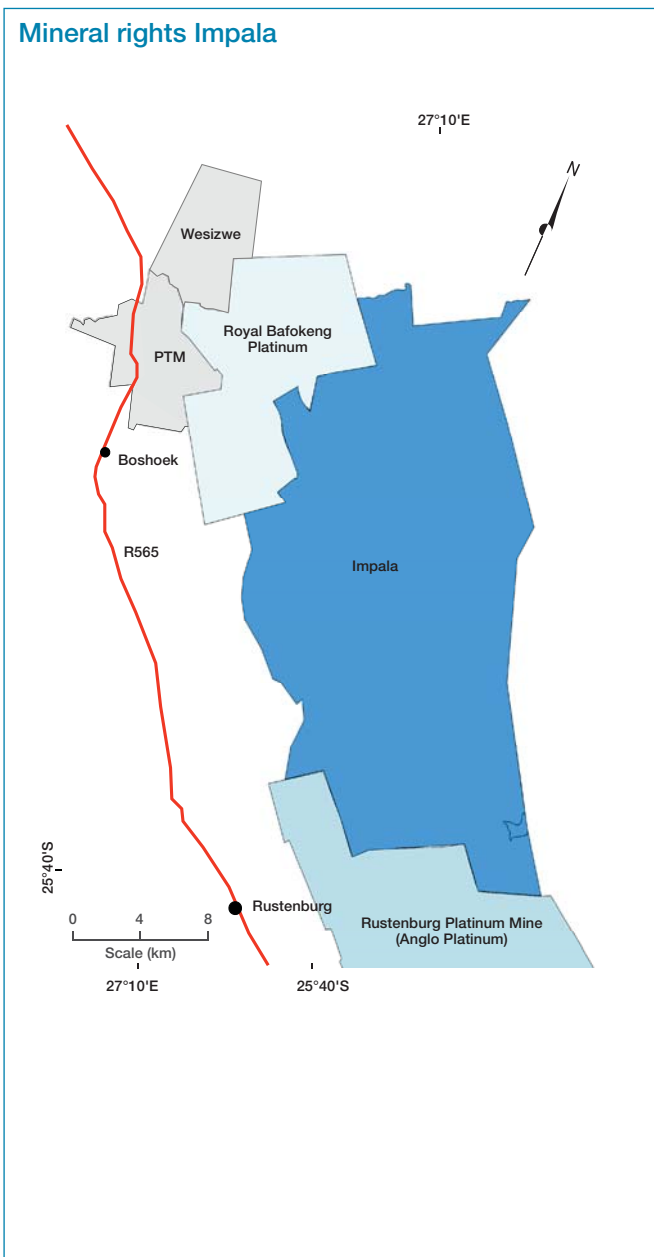 Mineral rights Impala
27°10'E
N
Wesizwe
Royal Bafokeng
Platinum
PTM
Boshoek
R565
Impala
25°40'S
Rustenburg
0 4 8
Scale (km)
Rustenburg Platinum Mine
(Anglo Platinum)
27°10'E
25°40'S